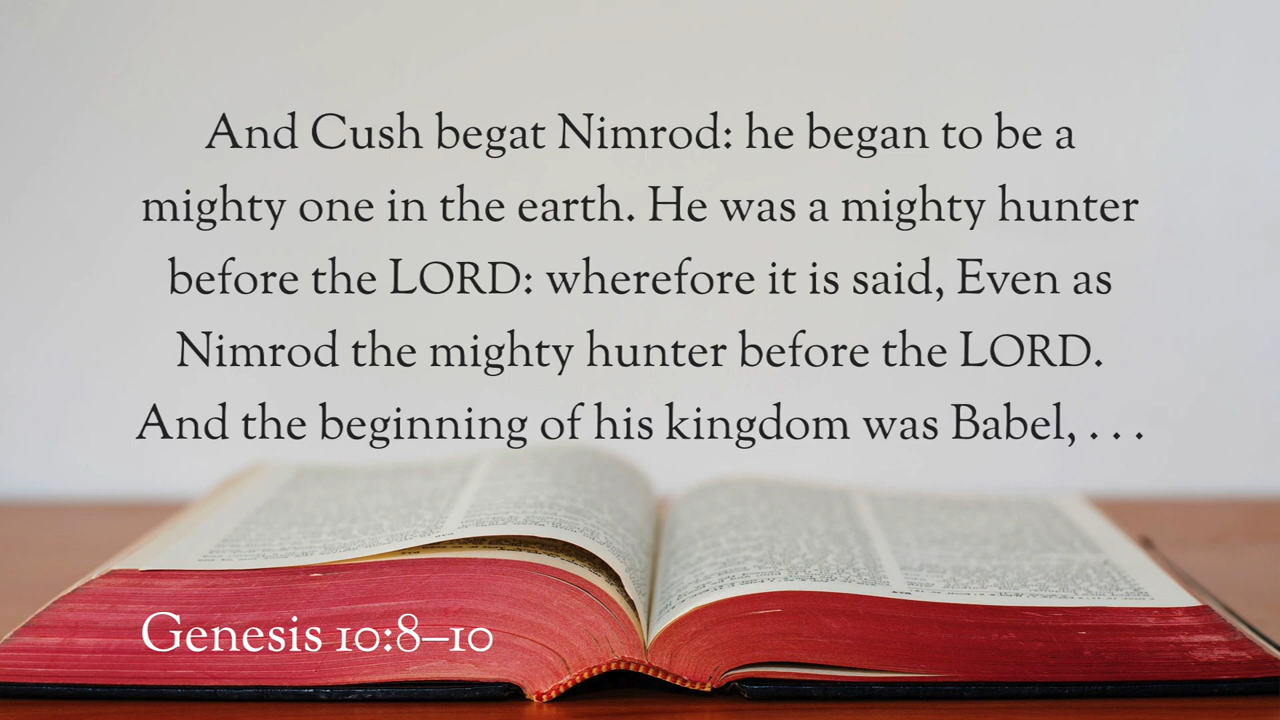 And Cush begat Nimrod: he began to be a
mighty one in the earth. He was a mighty hunter
before the LORD: wherefore it is said, Even as
Nimrod the mighty hunter before the LORD.
And the beginning of his kingdom was Babel, . . .
Genesis 10:8–10